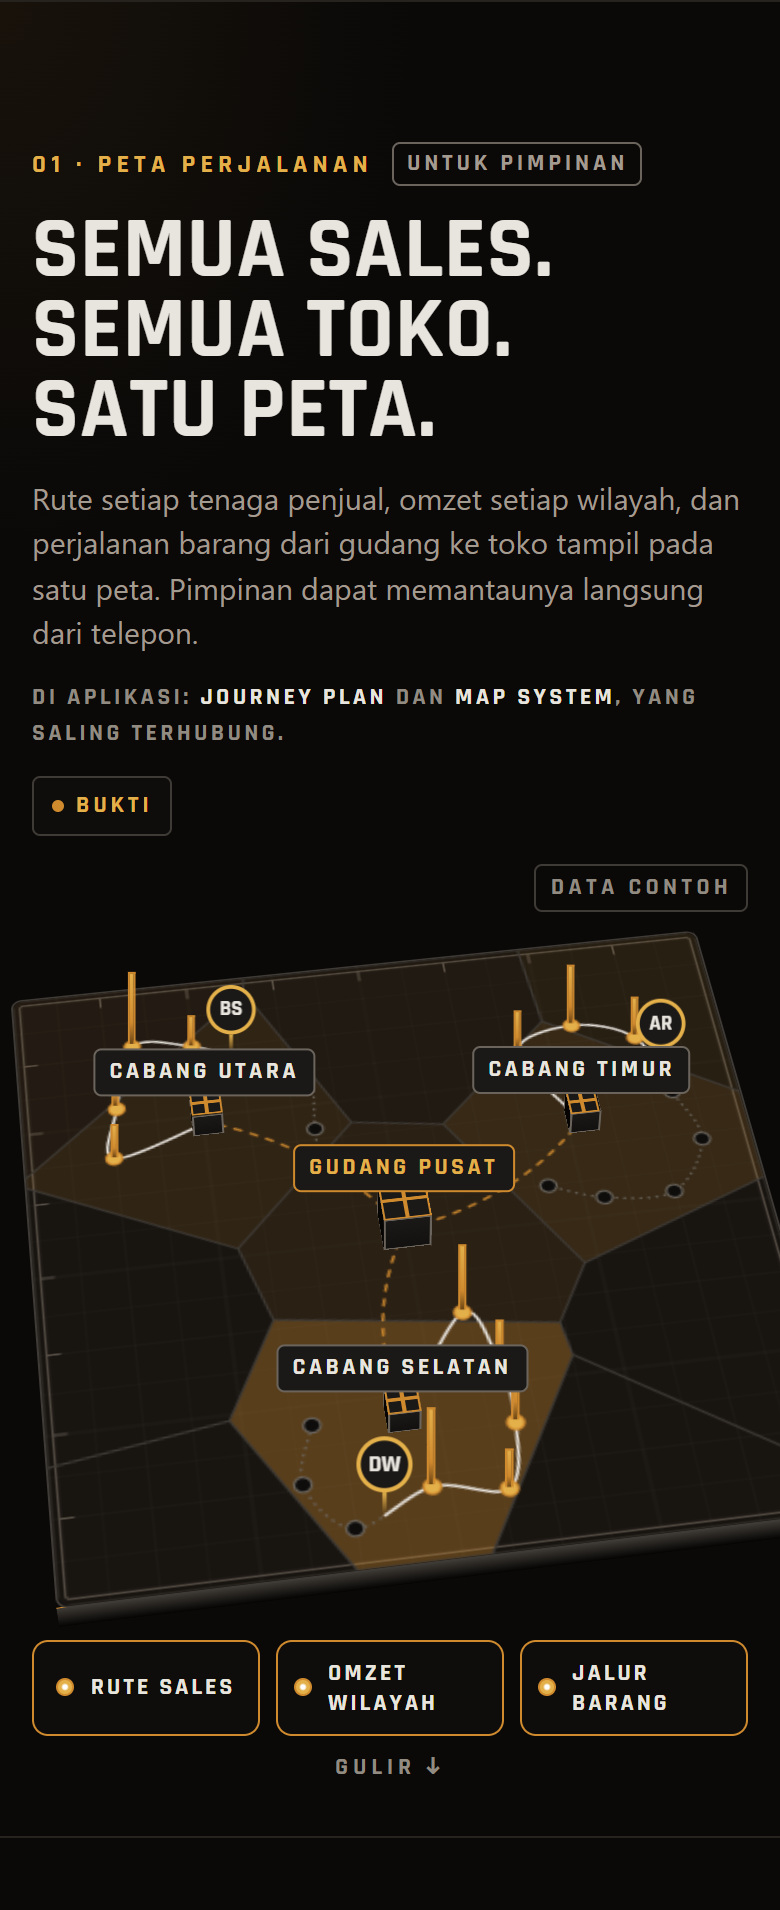 01 · PETA PERJALANAN
UNTUK PIMPINAN
SEMUA SALES.
SEMUA TOKO.
SATU PETA.
Rute setiap tenaga penjual, omzet setiap wilayah, dan
perjalanan barang dari gudang ke toko tampil pada
satu peta. Pimpinan dapat memantaunya langsung
dari telepon.
DI APLIKASI: JOURNEY PLAN DAN MAP SYSTEM, YANG
SALING TERHUBUNG.
BUKTI
DATA CONTOH
BS
AR
CABANG UTARA
CABANG TIMUR
GUDANG PUSAT
CABANG SELATAN
DW
RUTE SALES
OMZET
WILAYAH
JALUR
BARANG
GULIR ↓